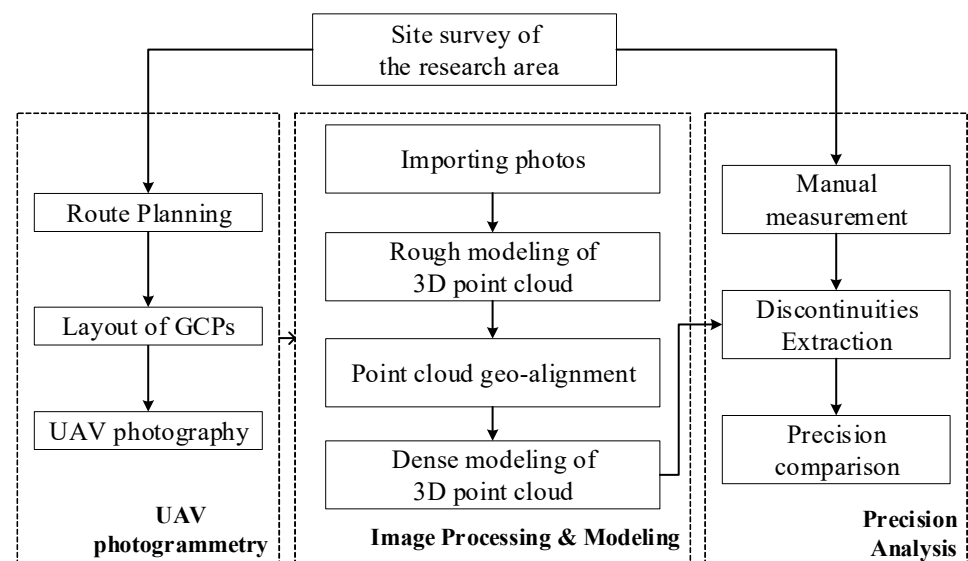 Site survey of
the research area
Route Planning
Layout of GCPs
UAV photography
UAV
photogrammetry
Importing photos
Rough modeling of
3D point cloud
Point cloud geo-alignment
Dense modeling of
3D point cloud
Image Processing & Modeling
Manual
measurement
Discontinuities
Extraction
Precision
comparison
Precision
Analysis